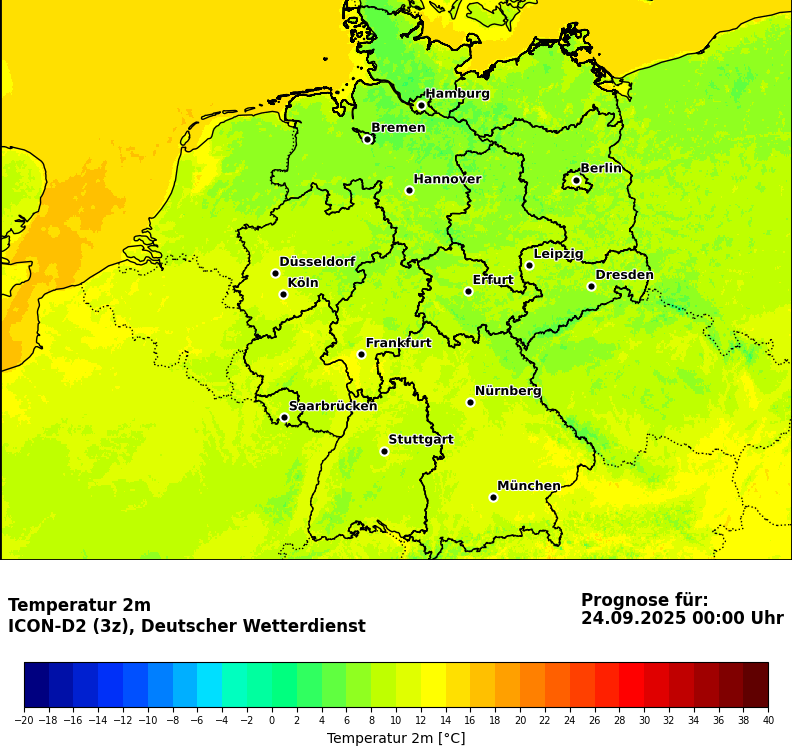 Hamburg
Bremen
Berlin
Hannover
Leipzig
Düsseldorf
Dresden
Köln
Erfurt
Frankfurt
Nürnberg
Saarbrücken
Stuttgart
München
Temperatur 2m
ICON-D2 (3z), Deutscher Wetterdienst
Prognose für:
24.09.2025 00:00 Uhr
−20 −18 −16 −14 −12 −10 −8 −6 −4 −2 0 2 4 6 8 10 12 14 16 18 20 22 24 26 28 30 32 34 36 38 40
Temperatur 2m [°C]